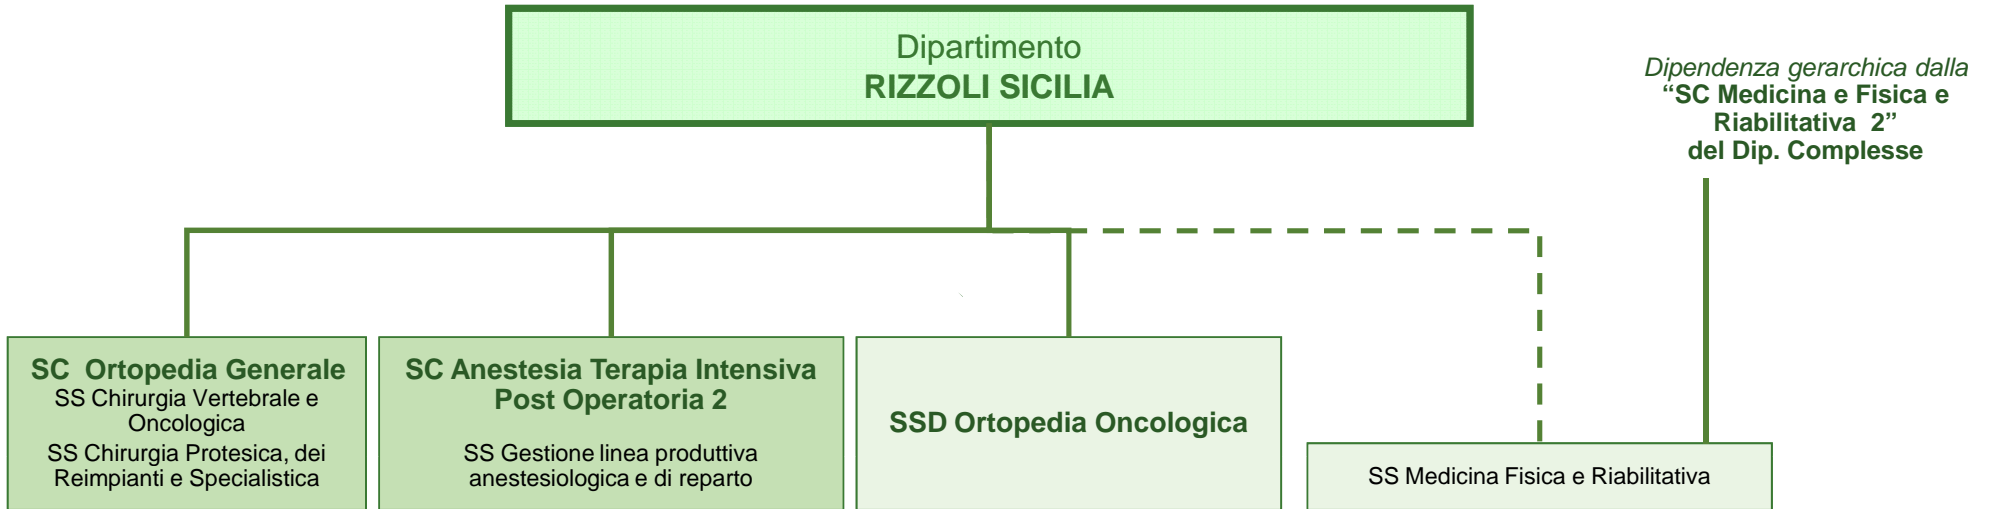 Dipartimento
RIZZOLI SICILIA
Dipendenza gerarchica dalla
“SC Medicina e Fisica e
Riabilitativa 2”
del Dip. Complesse
SC Ortopedia Generale
SS Chirurgia Vertebrale e
Oncologica
SS Chirurgia Protesica, dei
Reimpianti e Specialistica
SC Anestesia Terapia Intensiva
Post Operatoria 2
SS Gestione linea produttiva
anestesiologica e di reparto
SSD Ortopedia Oncologica
SS Medicina Fisica e Riabilitativa